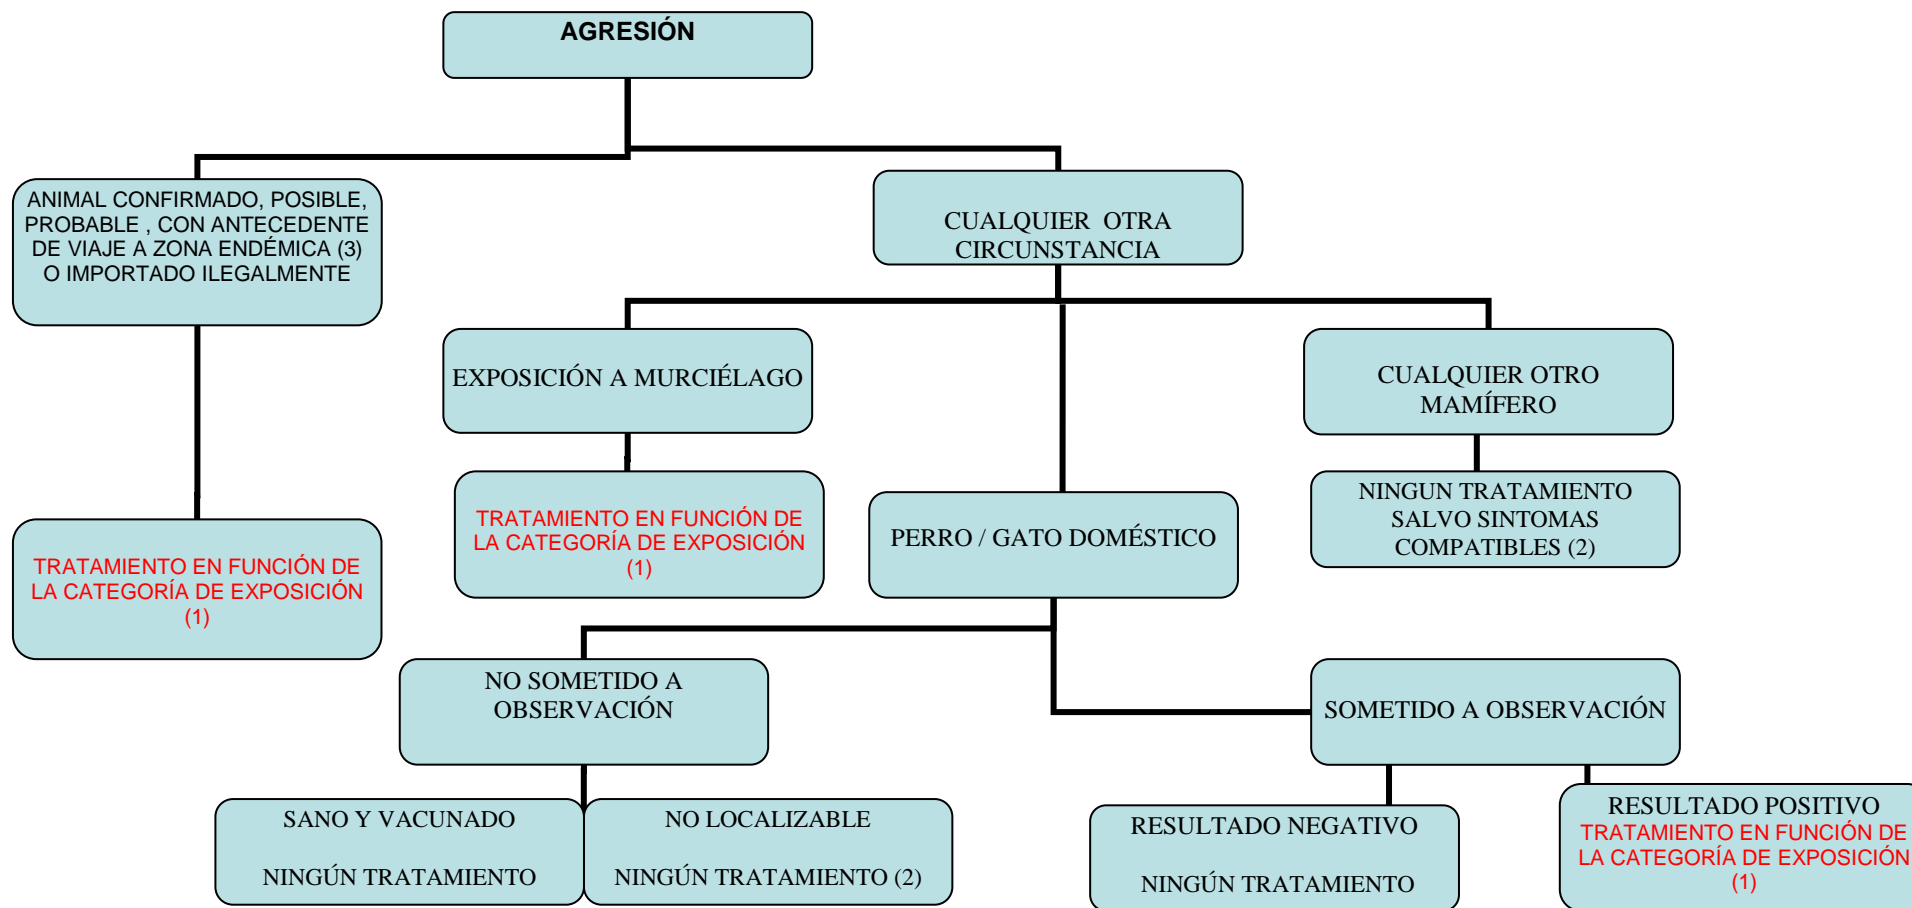 AGRESIÓN
ANIMAL CONFIRMADO, POSIBLE,
PROBABLE , CON ANTECEDENTE
DE VIAJE A ZONA ENDÉMICA (3)
O IMPORTADO ILEGALMENTE
CUALQUIER OTRA
CIRCUNSTANCIA
EXPOSICIÓN A MURCIÉLAGO
CUALQUIER OTRO
MAMÍFERO
TRATAMIENTO EN FUNCIÓN DE
LA CATEGORÍA DE EXPOSICIÓN
(1)
TRATAMIENTO EN FUNCIÓN DE
LA CATEGORÍA DE EXPOSICIÓN
(1)
PERRO / GATO DOMÉSTICO
NINGUN TRATAMIENTO
SALVO SINTOMAS
COMPATIBLES (2)
NO SOMETIDO A
OBSERVACIÓN
SOMETIDO A OBSERVACIÓN
SANO Y VACUNADO
NINGÚN TRATAMIENTO
NO LOCALIZABLE
NINGÚN TRATAMIENTO (2)
RESULTADO NEGATIVO
NINGÚN TRATAMIENTO
RESULTADO POSITIVO
TRATAMIENTO EN FUNCIÓN DE
LA CATEGORÍA DE EXPOSICIÓN
(1)